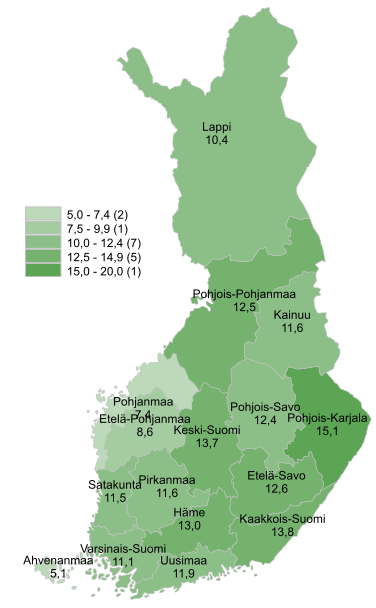 Lappi
10,4
5,0 - 7,4 (2)
7,5 - 9,9 (1)
10,0 - 12,4 (7)
12,5 - 14,9 (5)
15,0 - 20,0 (1)
Pohjois-Pohjanmaa
12,5
Kainuu
11,6
Pohjanmaa
7,4
Etelä-Pohjanmaa
8,6
Keski-Suomi
13,7
Pohjois-Savo
12,4
Pohjois-Karjala
15,1
Satakunta
11,5
Pirkanmaa
11,6
Etelä-Savo
12,6
Häme
13,0
Kaakkois-Suomi
13,8
Varsinais-Suomi
11,1
Uusimaa
11,9
Ahvenanmaa
5,1